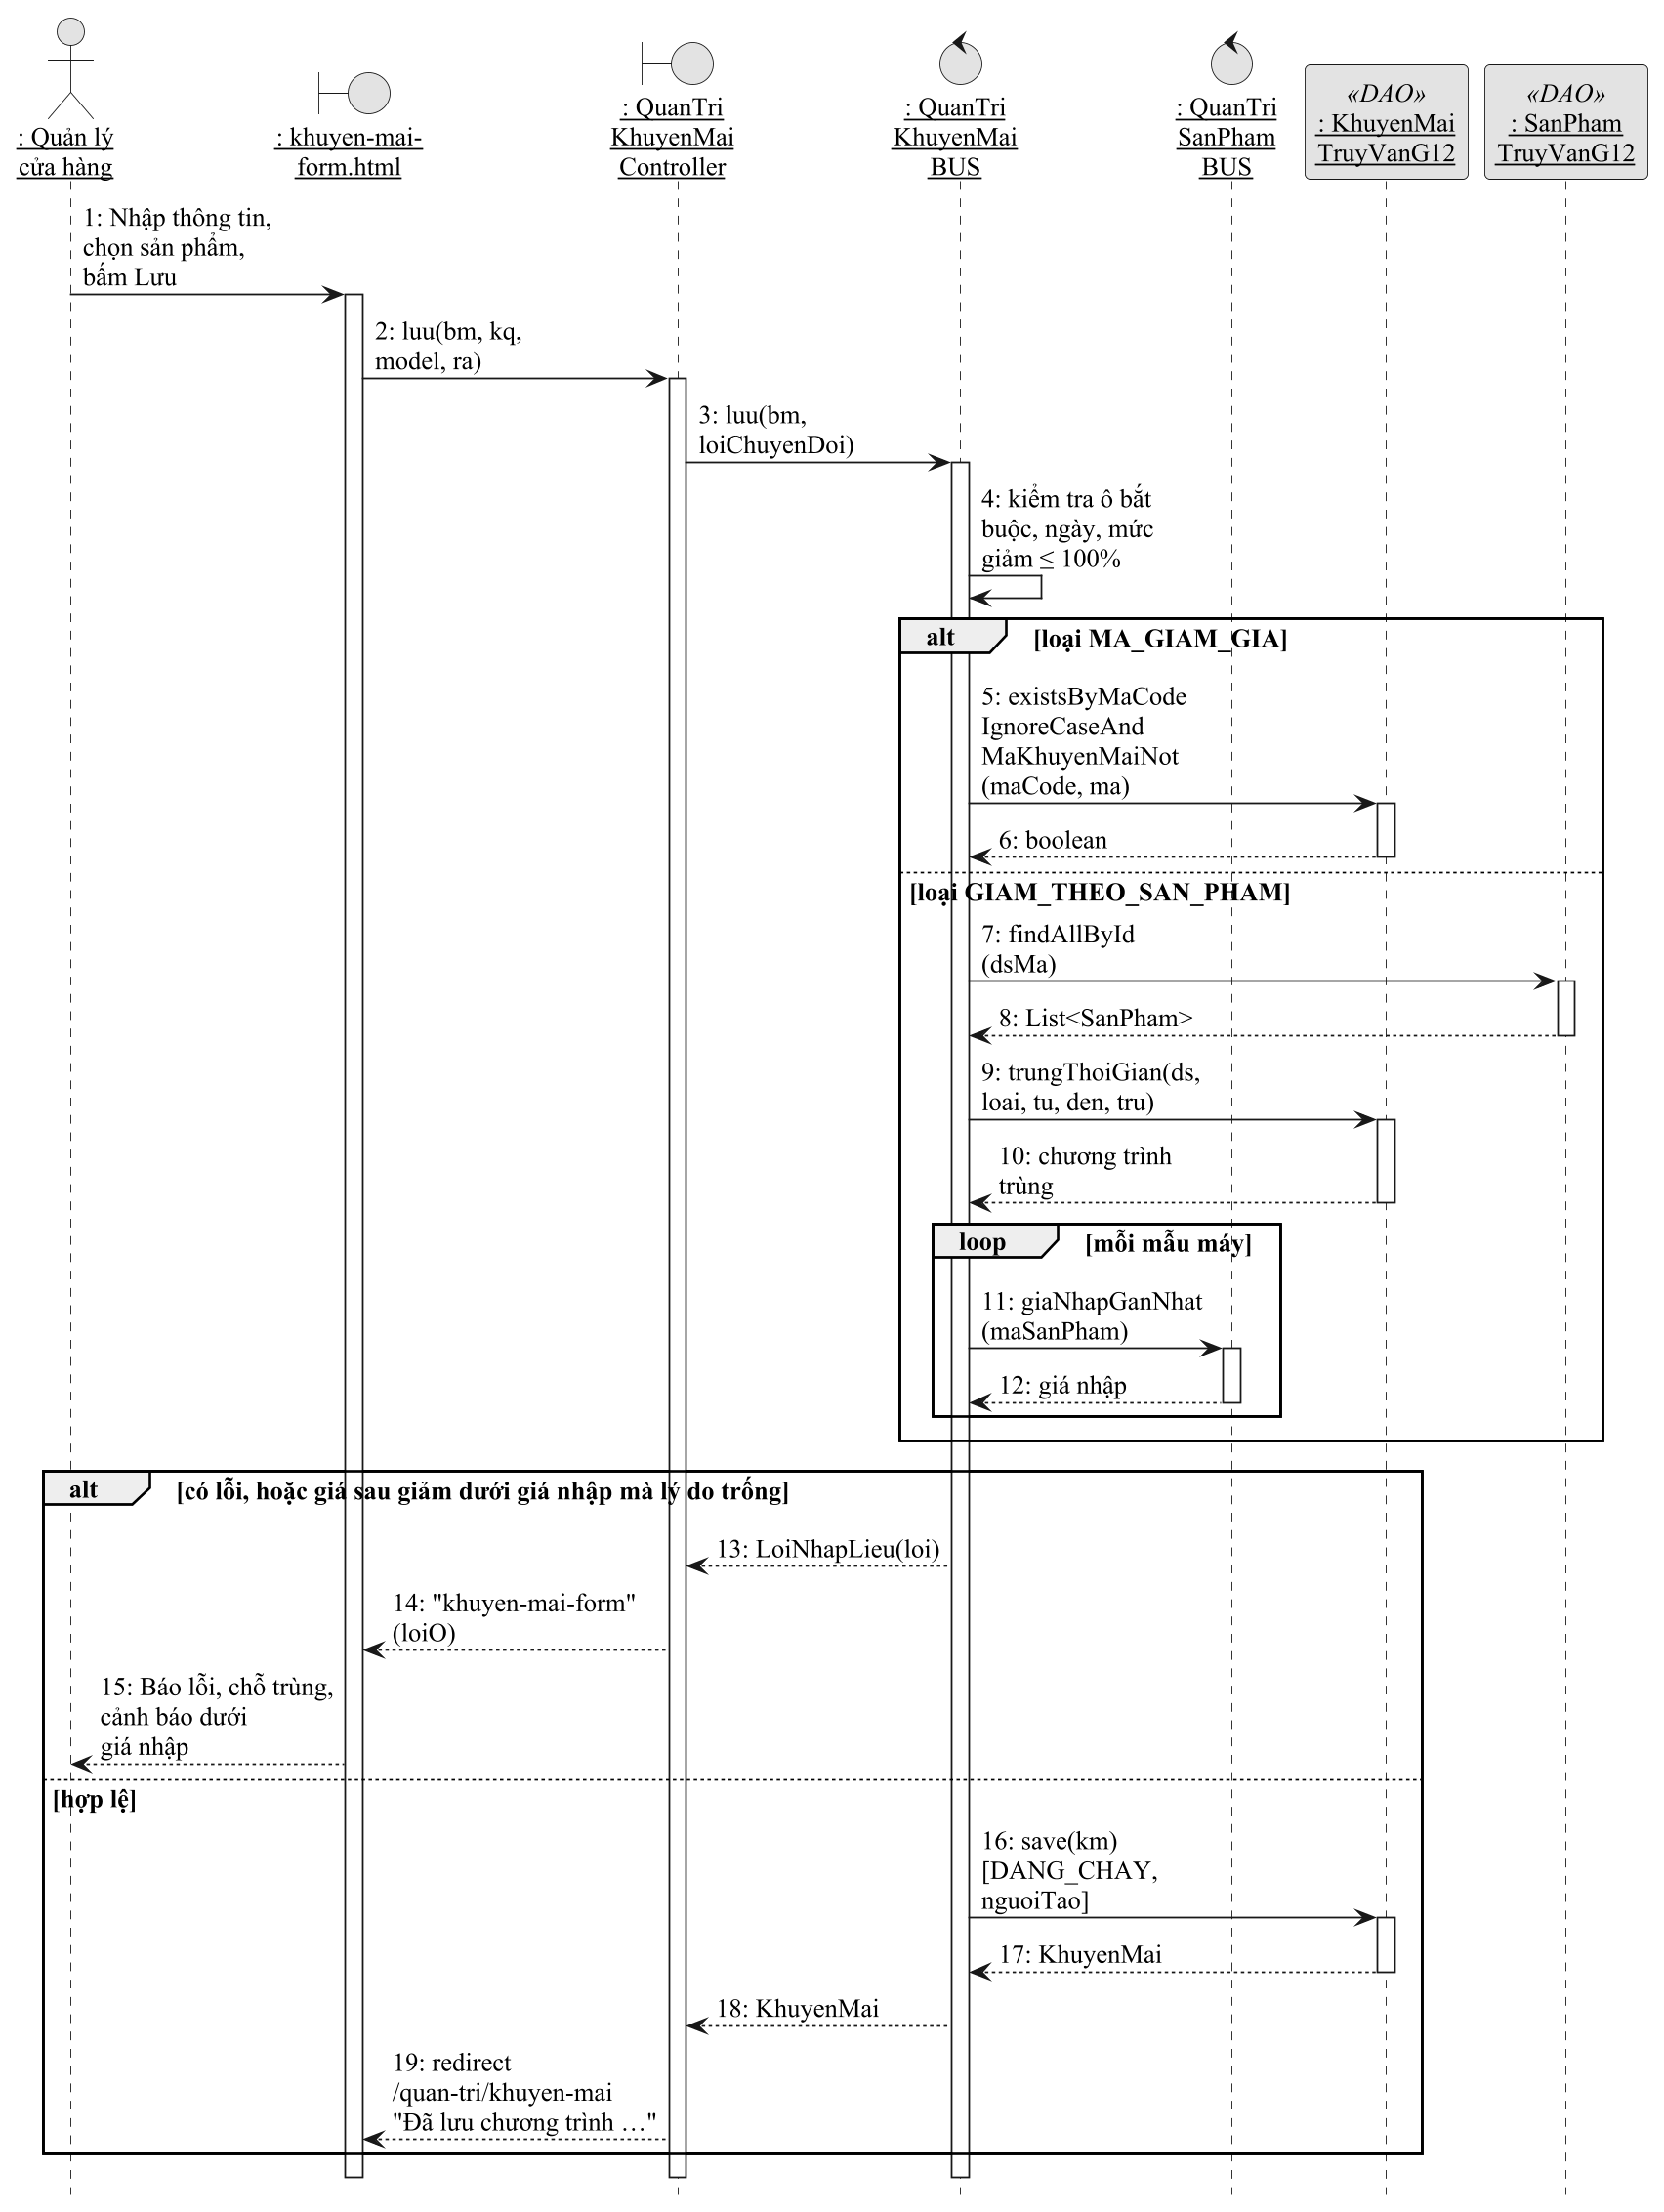 : Quản lý
cửa hàng
: khuyen-mai-
form.html
: QuanTri
KhuyenMai
Controller
: QuanTri
KhuyenMai
BUS
: QuanTri
SanPham
BUS
«DAO»
: KhuyenMai
TruyVanG12
«DAO»
: SanPham
TruyVanG12
1: Nhập thông tin,
chọn sản phẩm,
bấm Lưu
2: luu(bm, kq,
model, ra)
3: luu(bm,
loiChuyenDoi)
4: kiểm tra ô bắt
buộc, ngày, mức
giảm ≤ 100%
alt [loại MA_GIAM_GIA]
5: existsByMaCode
IgnoreCaseAnd
MaKhuyenMaiNot
(maCode, ma)
6: boolean
[loại GIAM_THEO_SAN_PHAM]
7: findAllById
(dsMa)
8: List<SanPham>
9: trungThoiGian(ds,
loai, tu, den, tru)
10: chương trình
trùng
loop [mỗi mẫu máy]
11: giaNhapGanNhat
(maSanPham)
12: giá nhập
alt [có lỗi, hoặc giá sau giảm dưới giá nhập mà lý do trống]
13: LoiNhapLieu(loi)
14: "khuyen-mai-form"
(loiO)
15: Báo lỗi, chỗ trùng,
cảnh báo dưới
giá nhập
[hợp lệ]
16: save(km)
[DANG_CHAY,
nguoiTao]
17: KhuyenMai
18: KhuyenMai
19: redirect
/quan-tri/khuyen-mai
"Đã lưu chương trình …"